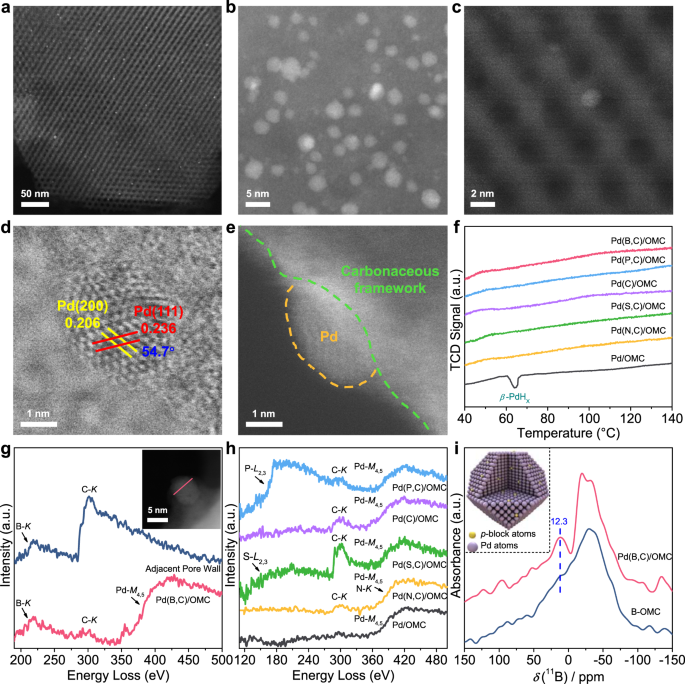 a
50 nm
b
5 nm
c
2 nm
d
Pd(200)
0.206
Pd(111)
0.236
54.7°
1 nm
e
Carbonaceous
framework
Pd
1 nm
f
TCD Signal (a.u.)
Pd(B,C)/OMC
Pd(P,C)/OMC
Pd(C)/OMC
Pd(S,C)/OMC
Pd(N,C)/OMC
Pd/OMC
β-PdHₓ
40 60 80 100 120 140
Temperature (°C)
g
Intensity (a.u.)
C-K
B-K
5 nm
Adjacent Pore Wall
Pd-M₄,₅
Pd(B,C)/OMC
B-K
C-K
200 250 300 350 400 450 500
Energy Loss (eV)
h
Intensity (a.u.)
P-L₂,₃
C-K
Pd-M₄,₅
Pd(P,C)/OMC
C-K
Pd-M₄,₅
Pd(C)/OMC
S-L₂,₃
C-K
Pd-M₄,₅
Pd(S,C)/OMC
C-K
Pd-M₄,₅
N-K
Pd(N,C)/OMC
Pd-M₄,₅
Pd/OMC
120 180 240 300 360 420 480
Energy Loss (eV)
i
Absorbance (a.u.)
p-block atoms
Pd atoms
12.3
Pd(B,C)/OMC
B-OMC
150 100 50 0 -50 -100 -150
δ(¹¹B) / ppm